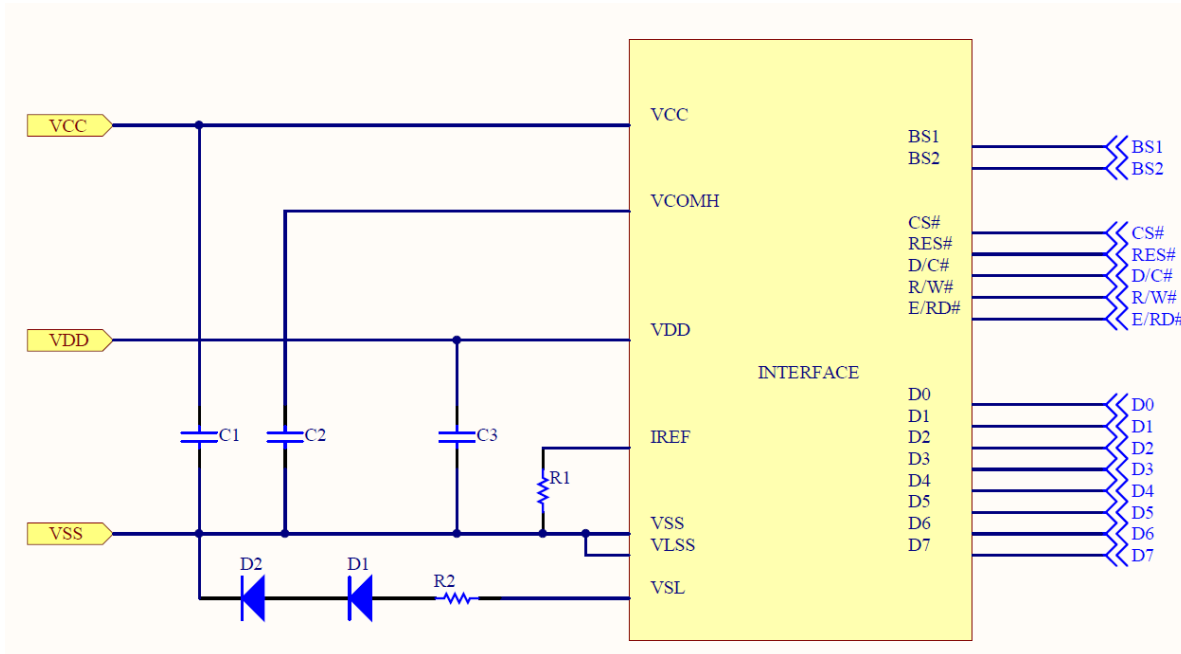 VCC
VCC
BS1
BS1
BS2
BS2
VCOMH
CS#
CS#
RES#
RES#
D/C#
D/C#
R/W#
R/W#
E/RD#
E/RD#
VDD
VDD
INTERFACE
D0
D0
D1
D1
C1
C2
C3
IREF
D2
D2
D3
D3
R1
D4
D4
D5
D5
VSS
VSS
D6
D6
VLSS
D7
D7
D2
D1
R2
VSL